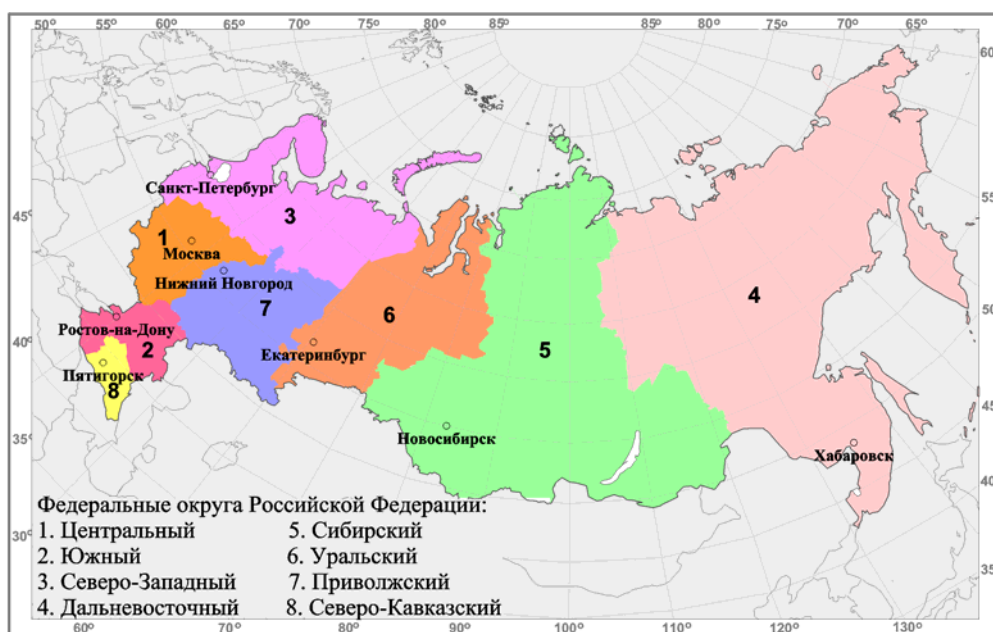 50° 55° 60° 65° 70° 75° 80° 85° 85° 80° 75° 70° 65°
60
45°
55
50
40°
45
35°
40
30°
35
Санкт-Петербург
3
1
Москва
Нижний Новгород
7
4
6
Ростов-на-Дону
2
Екатеринбург
5
Пятигорск
8
Новосибирск
Хабаровск
Федеральные округа Российской Федерации:
1. Центральный
2. Южный
3. Северо-Западный
4. Дальневосточный
5. Сибирский
6. Уральский
7. Приволжский
8. Северо-Кавказский
60° 70° 80° 90° 100° 110° 120° 130°